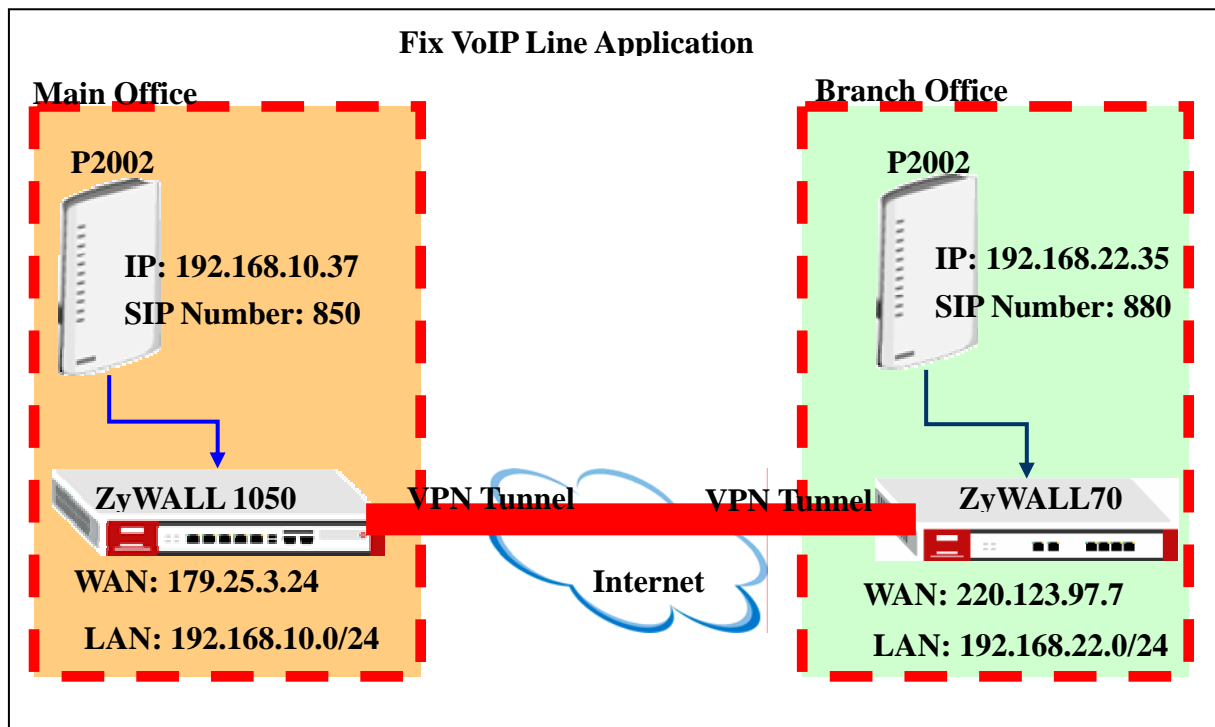 Fix VoIP Line Application
Main Office
P2002
IP: 192.168.10.37
SIP Number: 850
ZyWALL 1050
WAN: 179.25.3.24
LAN: 192.168.10.0/24
VPN Tunnel
VPN Tunnel
Internet
Branch Office
P2002
IP: 192.168.22.35
SIP Number: 880
ZyWALL70
WAN: 220.123.97.7
LAN: 192.168.22.0/24